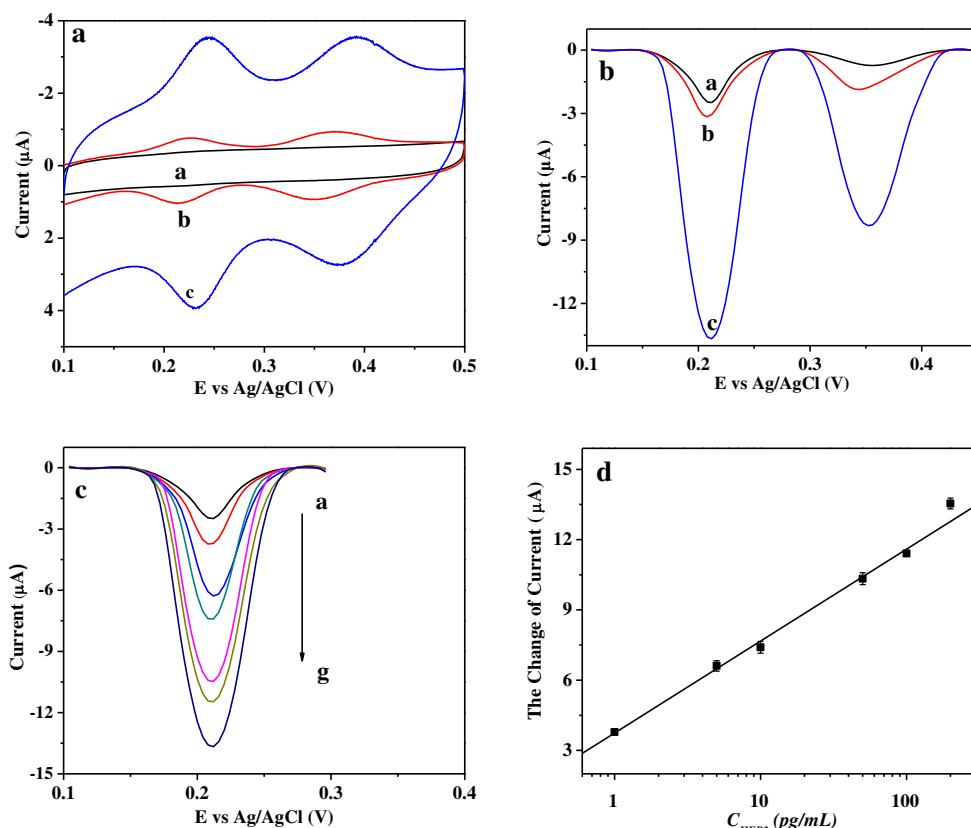 a
-4
-2
0
2
4
Current (μA)
a
b
c
0.1
0.2
0.3
0.4
0.5
E vs Ag/AgCl (V)
b
0
-3
-6
-9
-12
Current (μA)
a
b
c
0.1
0.2
0.3
0.4
E vs Ag/AgCl (V)
c
0
-3
-6
-9
-12
-15
Current (μA)
a
g
0.1
0.2
0.3
0.4
E vs Ag/AgCl (V)
d
15
12
9
6
3
The Change of Current (μA)
1
10
100
C (pg/mL)